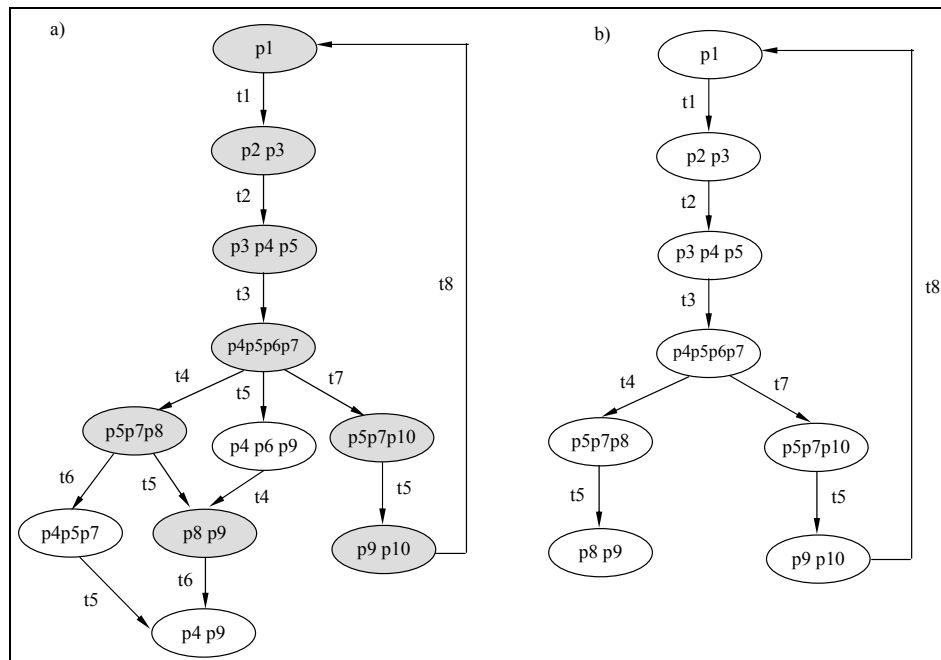 a)
p1
t1
p2 p3
t2
p3 p4 p5
t3
t8
p4p5p6p7
t4
t5
t7
p5p7p8
p4 p6 p9
p5p7p10
t6
t5
t4
t5
p4p5p7
p8 p9
p9 p10
t5
t6
p4 p9
b)
p1
t1
p2 p3
t2
p3 p4 p5
t3
t8
p4p5p6p7
t4
t7
p5p7p8
p5p7p10
t5
t5
p8 p9
p9 p10